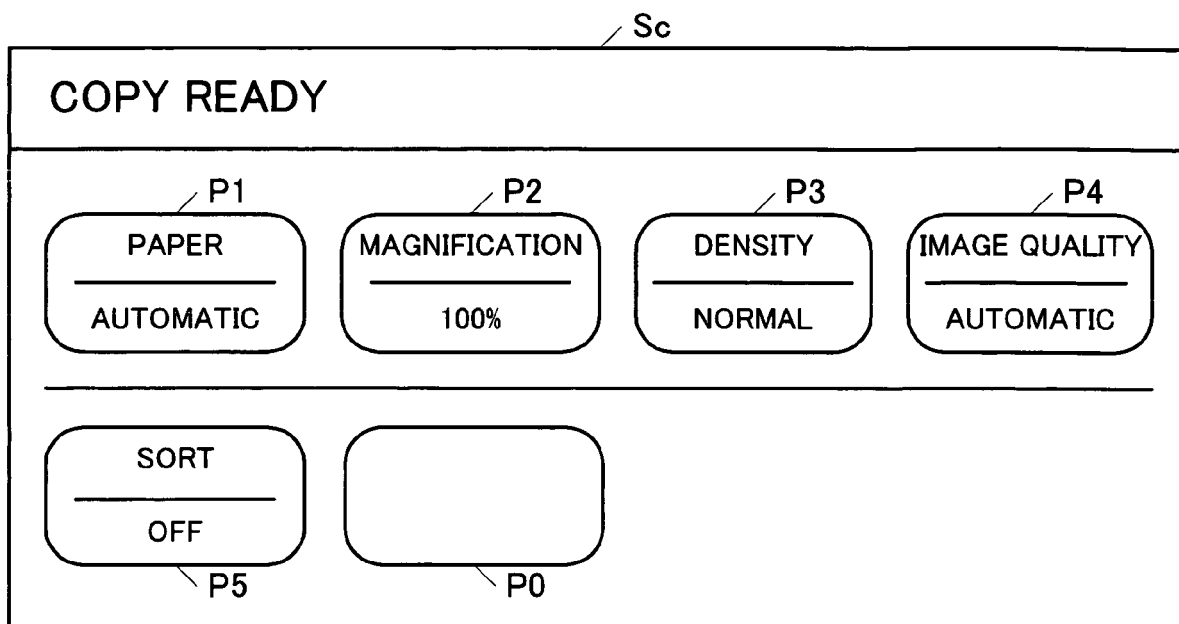 Sc
COPY READY
P1 P2 P3 P4
PAPER MAGNIFICATION DENSITY IMAGE QUALITY
AUTOMATIC 100% NORMAL AUTOMATIC
SORT
OFF
P5 P0